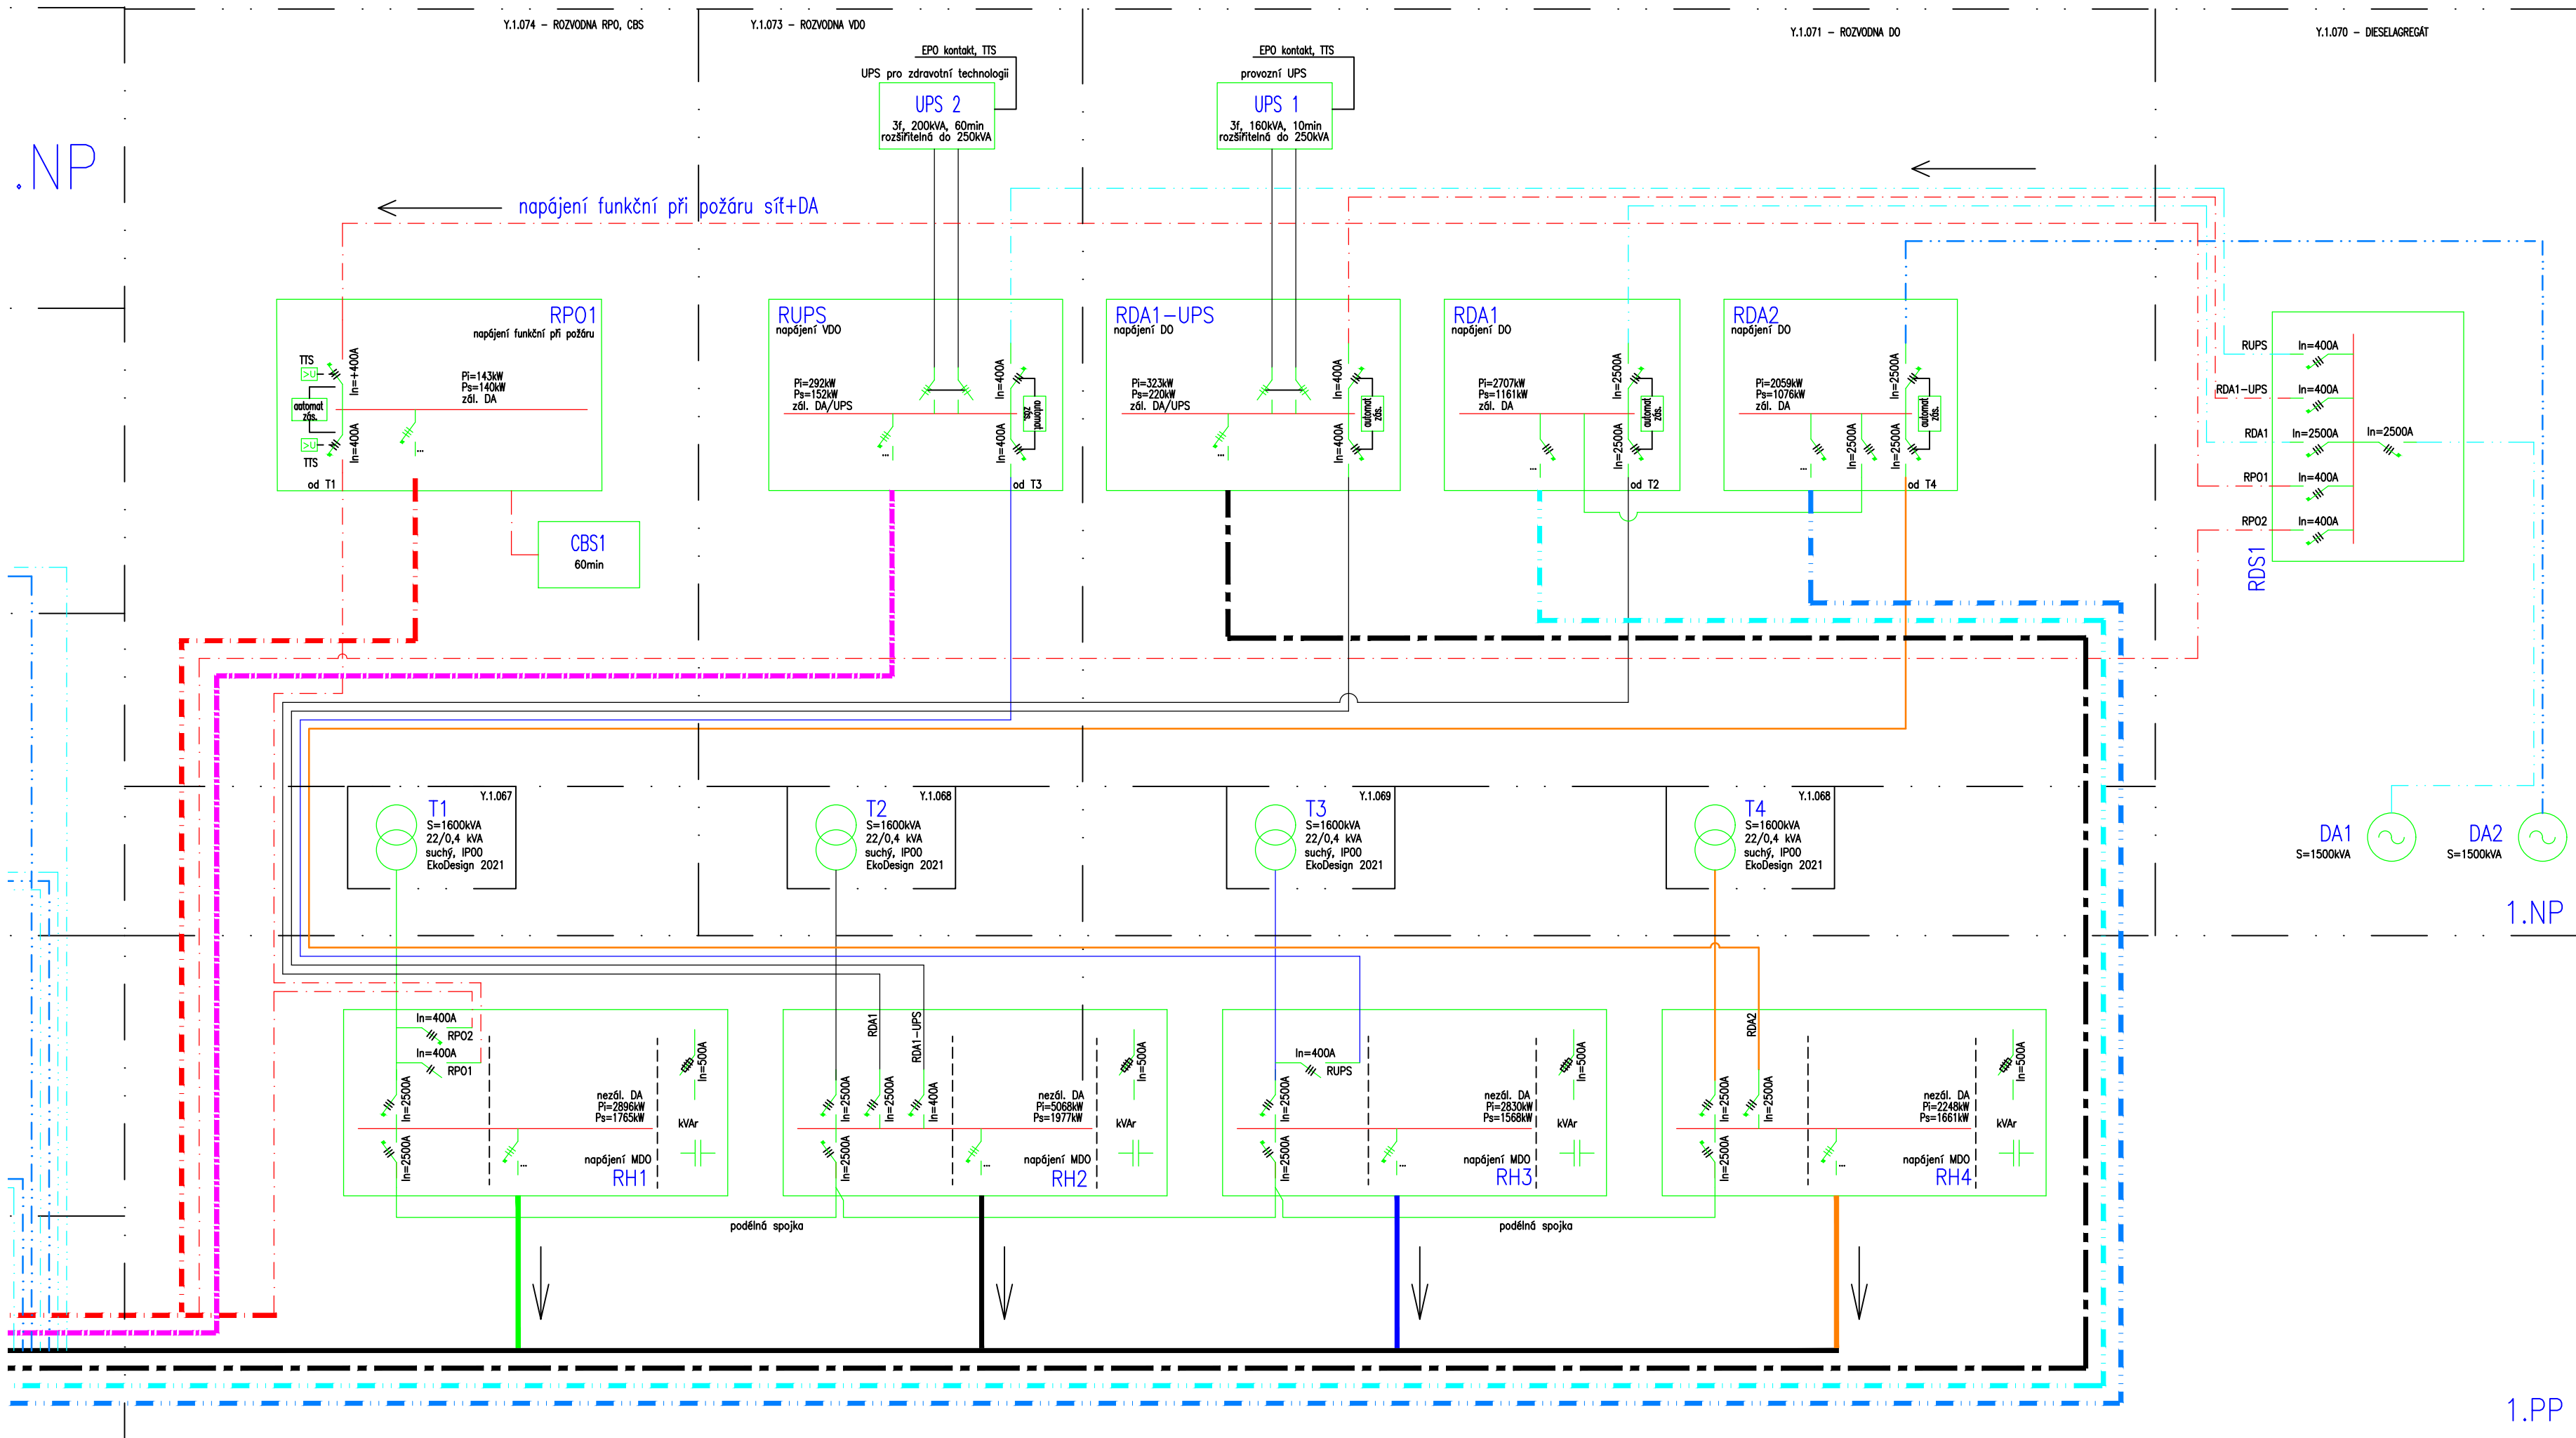 Y.1.074 – ROZVODNA RPO, CBS
Y.1.073 – ROZVODNA VDO
Y.1.071 – ROZVODNA DO
Y.1.070 – DIESELAGREGÁT
.NP
EPO kontakt, TTS
UPS pro zdravotní technologii
UPS 2
3f, 200kVA, 60min
rozšiřitelná do 250kVA
EPO kontakt, TTS
provozní UPS
UPS 1
3f, 160kVA, 10min
rozšiřitelná do 250kVA
napájení funkční při požáru síť+DA
RPO1
napájení funkční při požáru
TTS
>U
In=+400A
automat
zás.
Pi=143kW
Ps=140kW
zál. DA
>U
TTS
In=400A
...
od T1
CBS1
60min
RUPS
napájení VDO
Pi=292kW
Ps=152kW
zál. DA/UPS
In=400A
automat
zás.
In=400A
...
od T3
RDA1–UPS
napájení DO
Pi=323kW
Ps=220kW
zál. DA/UPS
In=400A
automat
zás.
In=400A
...
RDA1
napájení DO
Pi=2707kW
Ps=1161kW
zál. DA
In=2500A
automat
zás.
In=2500A
...
od T2
RDA2
napájení DO
Pi=2059kW
Ps=1076kW
zál. DA
In=2500A
automat
zás.
In=2500A
In=2500A
...
od T4
RUPS
In=400A
RDA1–UPS
In=400A
RDA1
In=2500A
In=2500A
RPO1
In=400A
RPO2
In=400A
RDS1
Y.1.067
T1
S=1600kVA
22/0,4 kVA
suchý, IP00
EkoDesign 2021
Y.1.068
T2
S=1600kVA
22/0,4 kVA
suchý, IP00
EkoDesign 2021
Y.1.069
T3
S=1600kVA
22/0,4 kVA
suchý, IP00
EkoDesign 2021
Y.1.068
T4
S=1600kVA
22/0,4 kVA
suchý, IP00
EkoDesign 2021
DA1
S=1500kVA
DA2
S=1500kVA
1.NP
In=400A
RPO2
In=400A
RPO1
In=2500A
In=2500A
...
nezál. DA
Pi=2896kW
Ps=1765kW
napájení MDO
RH1
In=500A
kVAr
RDA1
RDA1–UPS
In=2500A
In=2500A
In=400A
In=2500A
...
nezál. DA
Pi=5068kW
Ps=1977kW
napájení MDO
RH2
In=500A
kVAr
In=400A
RUPS
In=2500A
In=2500A
...
nezál. DA
Pi=2830kW
Ps=1568kW
napájení MDO
RH3
In=500A
kVAr
RDA2
In=2500A
In=2500A
In=2500A
...
nezál. DA
Pi=2248kW
Ps=1661kW
napájení MDO
RH4
In=500A
kVAr
podélná spojka
podélná spojka
1.PP